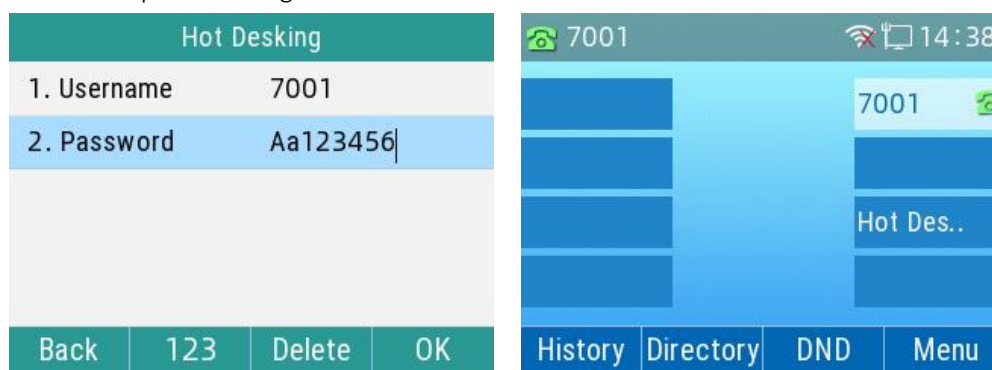 Hot Desking
1. Username 7001
2. Password Aa123456
Back 123 Delete OK
7001 14:38
7001
Hot Des..
History Directory DND Menu